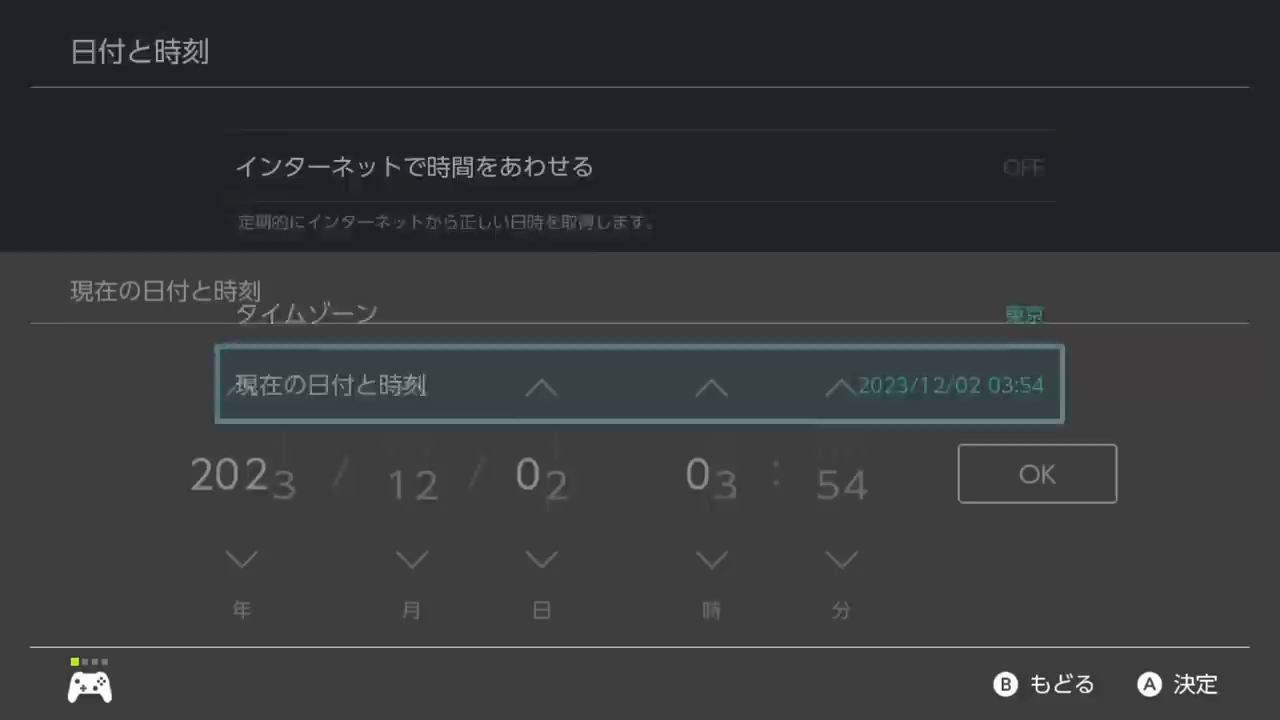 日付と時刻
インターネットで時間をあわせる OFF
定期的にインターネットから正しい日時を取得します。
現在の日付と時刻
タイムゾーン 東京
現在の日付と時刻 2023/12/02 03:54
2023 / 12 / 02 03 : 54 OK
年 月 日 時 分
B もどる A 決定